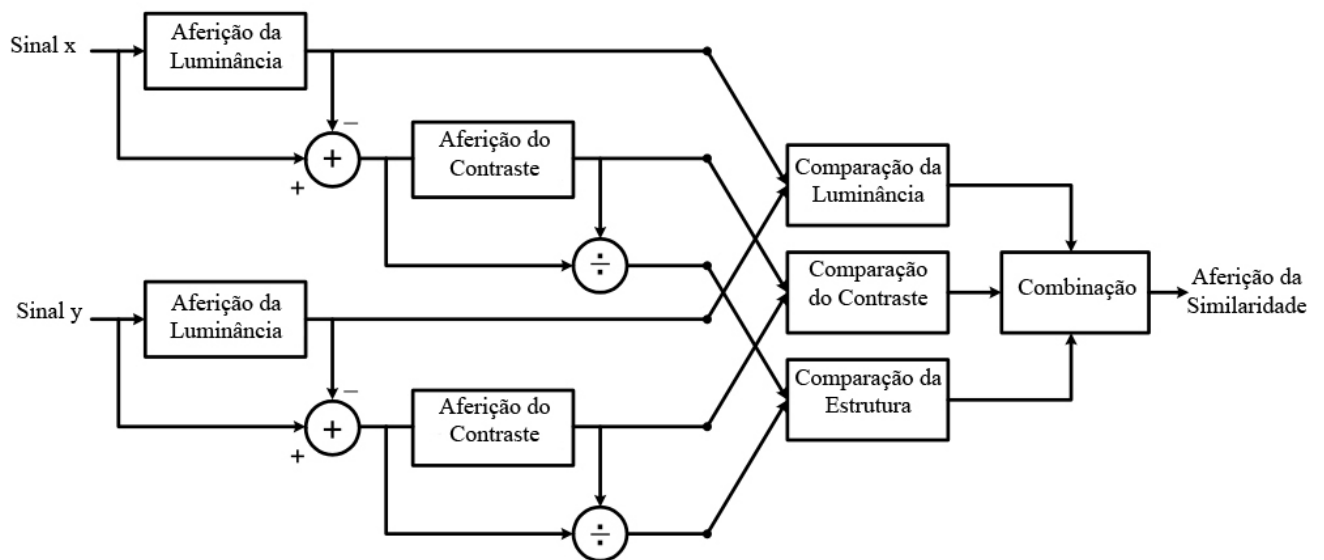 Sinal x
Aferição da
Luminância
−
+
+
Aferição do
Contraste
÷
Sinal y
Aferição da
Luminância
−
+
+
Aferição do
Contraste
÷
Comparação da
Luminância
Comparação
do Contraste
Comparação da
Estrutura
Combinação
Aferição da
Similaridade